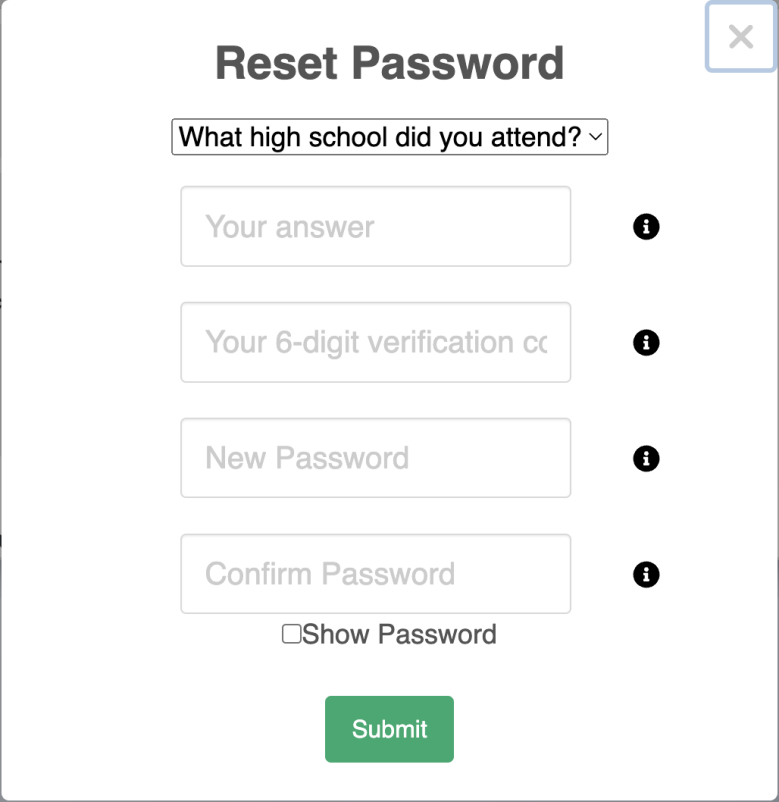 Reset Password
What high school did you attend?
Your answer
Your 6-digit verification
New Password
Confirm Password
Show Password
Submit